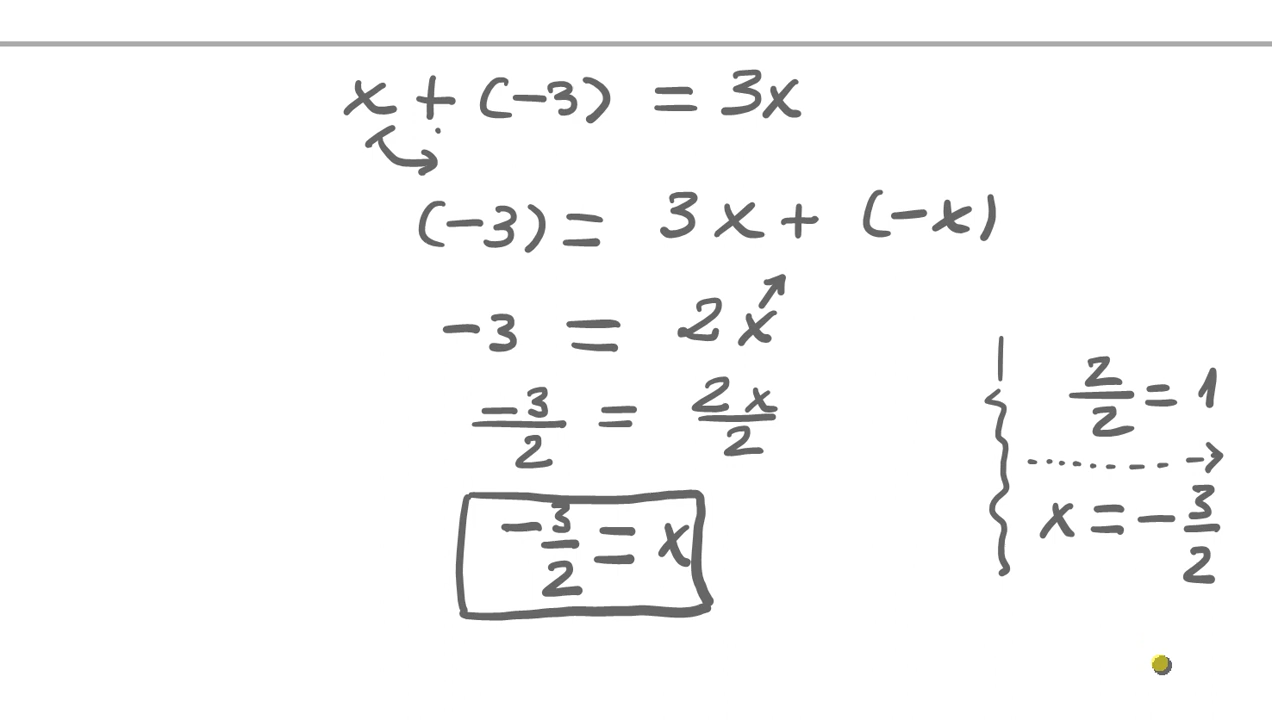 x + (-3) = 3x
(-3) = 3x + (-x)
-3 = 2x
-3/2 = 2x/2
-3/2 = x
2/2 = 1
x = -3/2